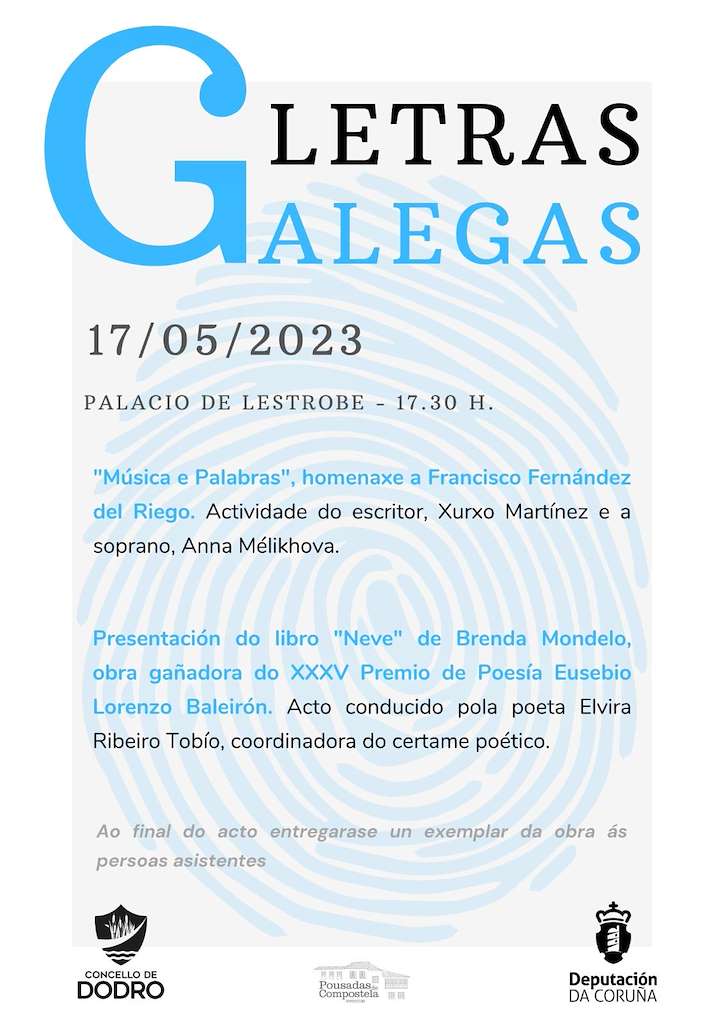 LETRAS
GALEGAS
17/05/2023
PALACIO DE LESTROBE - 17.30 H.
"Música e Palabras", homenaxe a Francisco Fernández
del Riego. Actividade do escritor, Xurxo Martínez e a
soprano, Anna Mélikhova.
Presentación do libro "Neve" de Brenda Mondelo,
obra gañadora do XXXV Premio de Poesía Eusebio
Lorenzo Baleirón. Acto conducido pola poeta Elvira
Ribeiro Tobío, coordinadora do certame poético.
Ao final do acto entregarase un exemplar da obra ás
persoas asistentes
CONCELLO DE
DODRO
Pousadas
Compostela
Deputación
DA CORUÑA